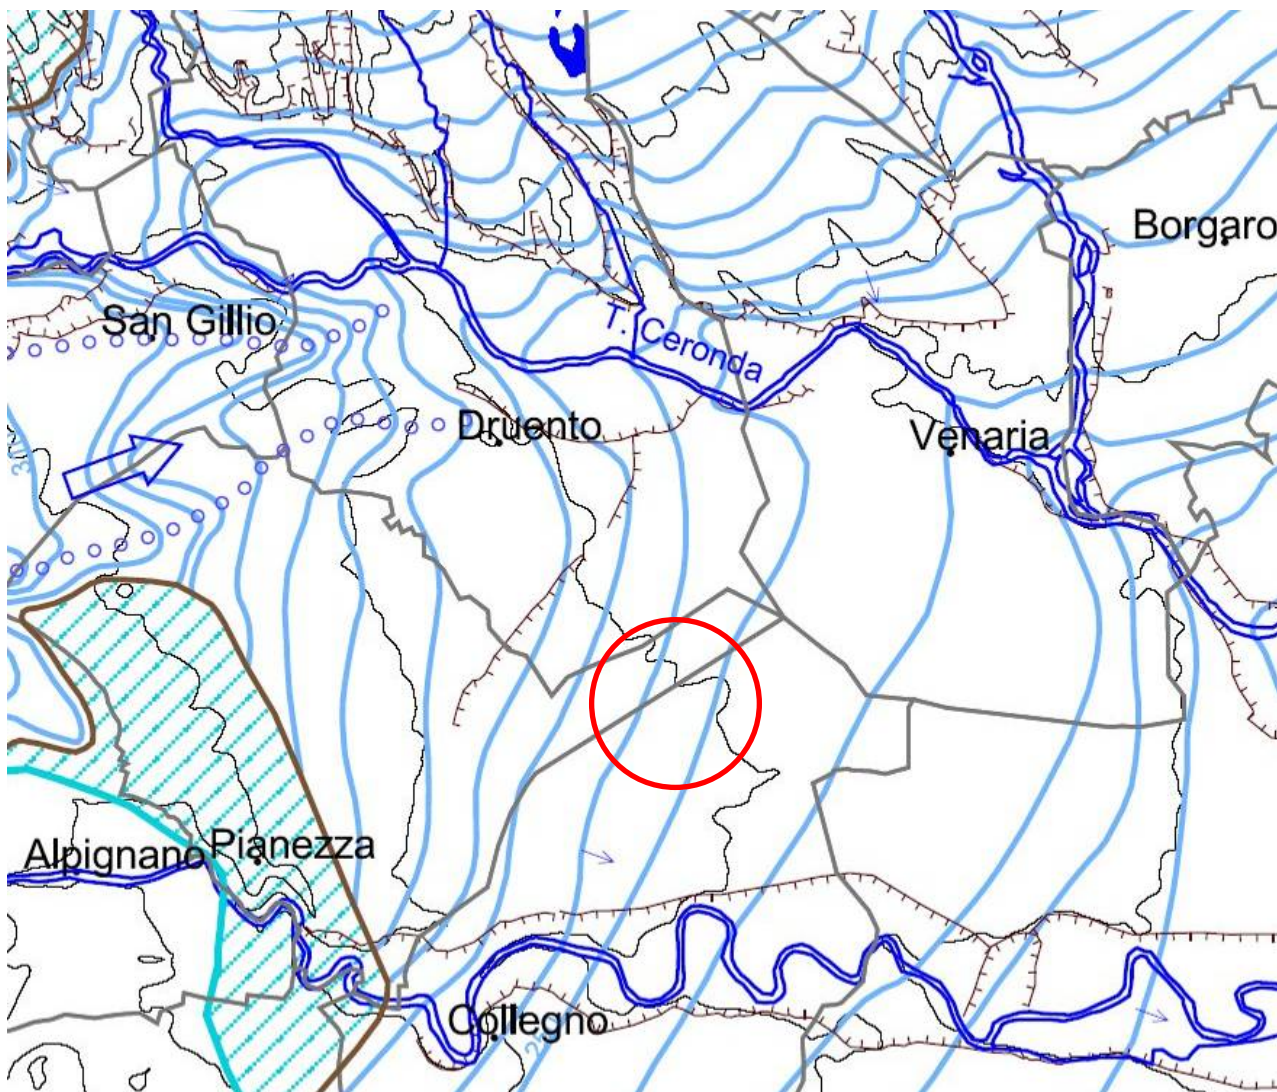 Borgaro
San Gillio
T. Ceronda
Druento
Venaria
Alpignano
Pianezza
Collegno